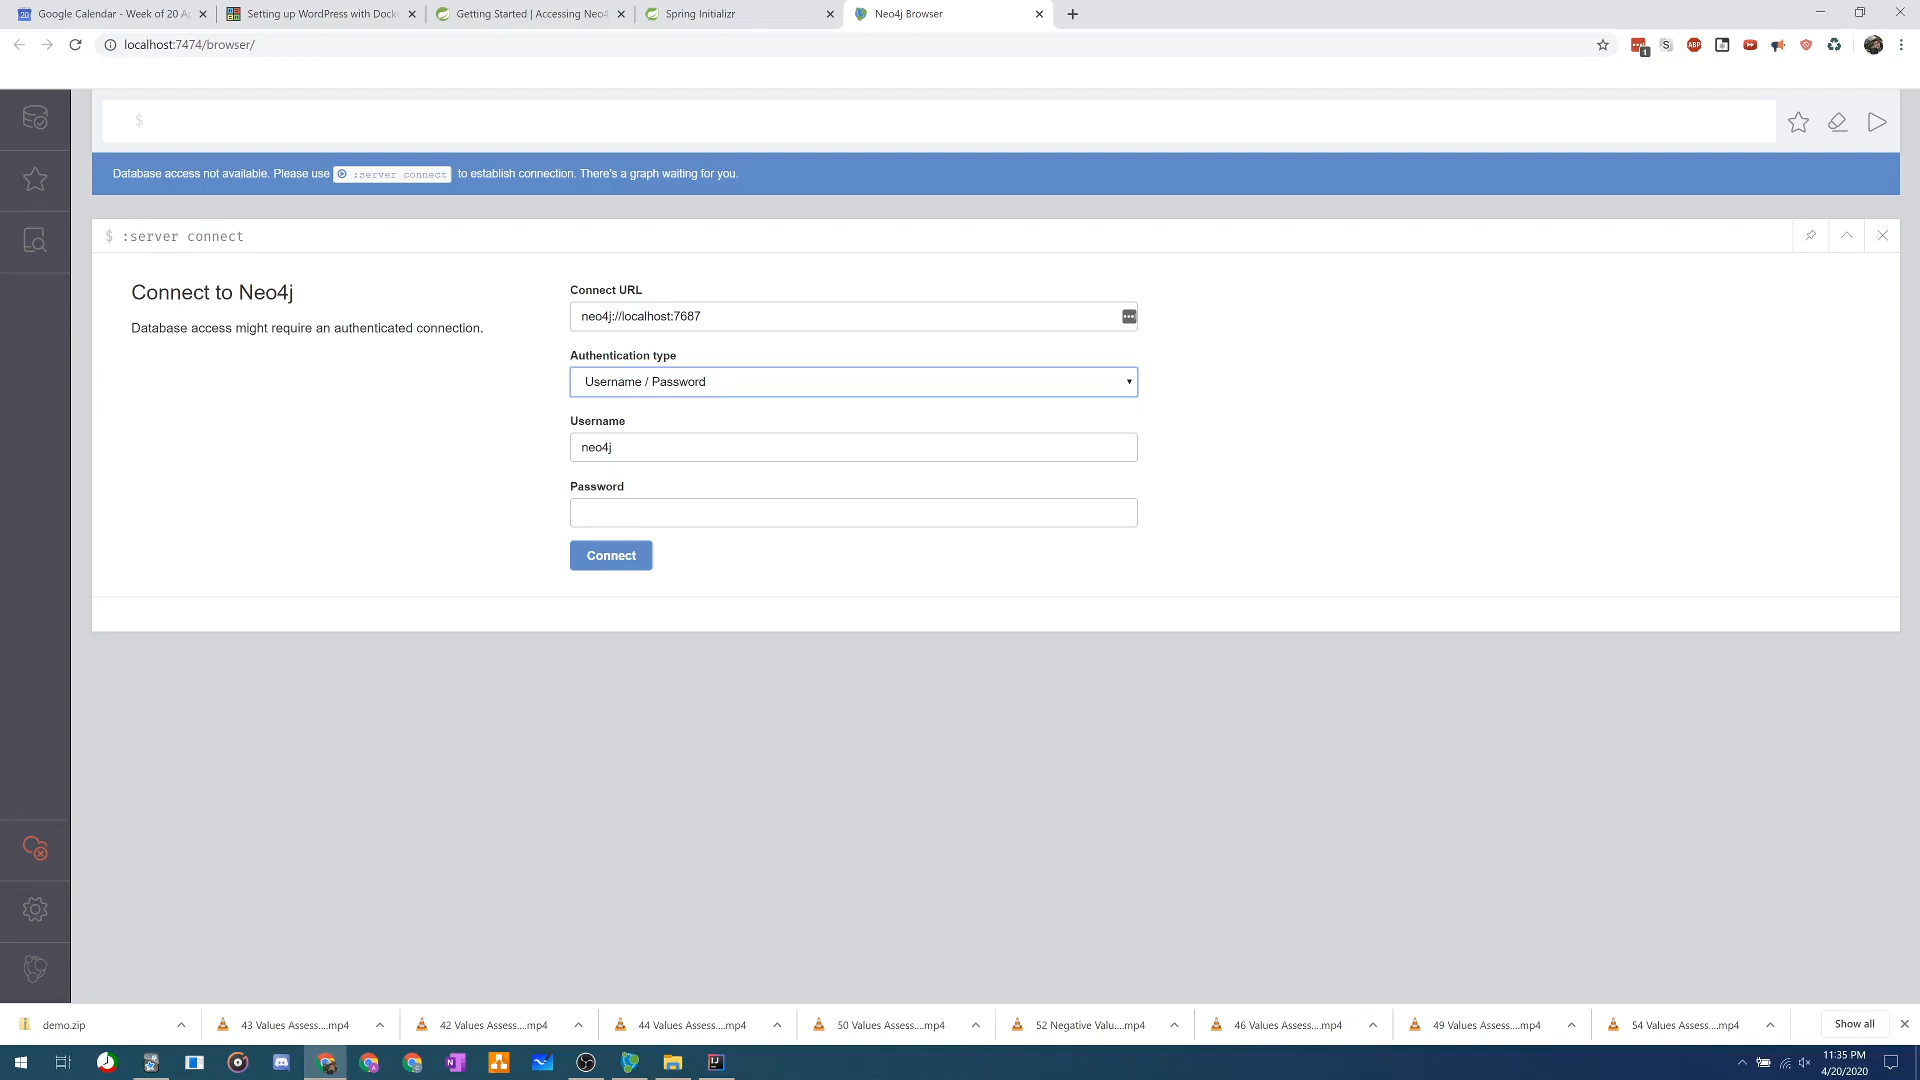 Google Calendar - Week of 20 A
Setting up WordPress with Docke
Getting Started | Accessing Neo4
Spring Initializr
Neo4j Browser
localhost:7474/browser/
$
Database access not available. Please use :server connect to establish connection. There's a graph waiting for you.
$ :server connect
Connect to Neo4j
Database access might require an authenticated connection.
Connect URL
neo4j://localhost:7687
Authentication type
Username / Password
Username
neo4j
Password
Connect
demo.zip
43 Values Assess....mp4
42 Values Assess....mp4
44 Values Assess....mp4
50 Values Assess....mp4
52 Negative Valu....mp4
46 Values Assess....mp4
49 Values Assess....mp4
54 Values Assess....mp4
Show all
11:35 PM
4/20/2020